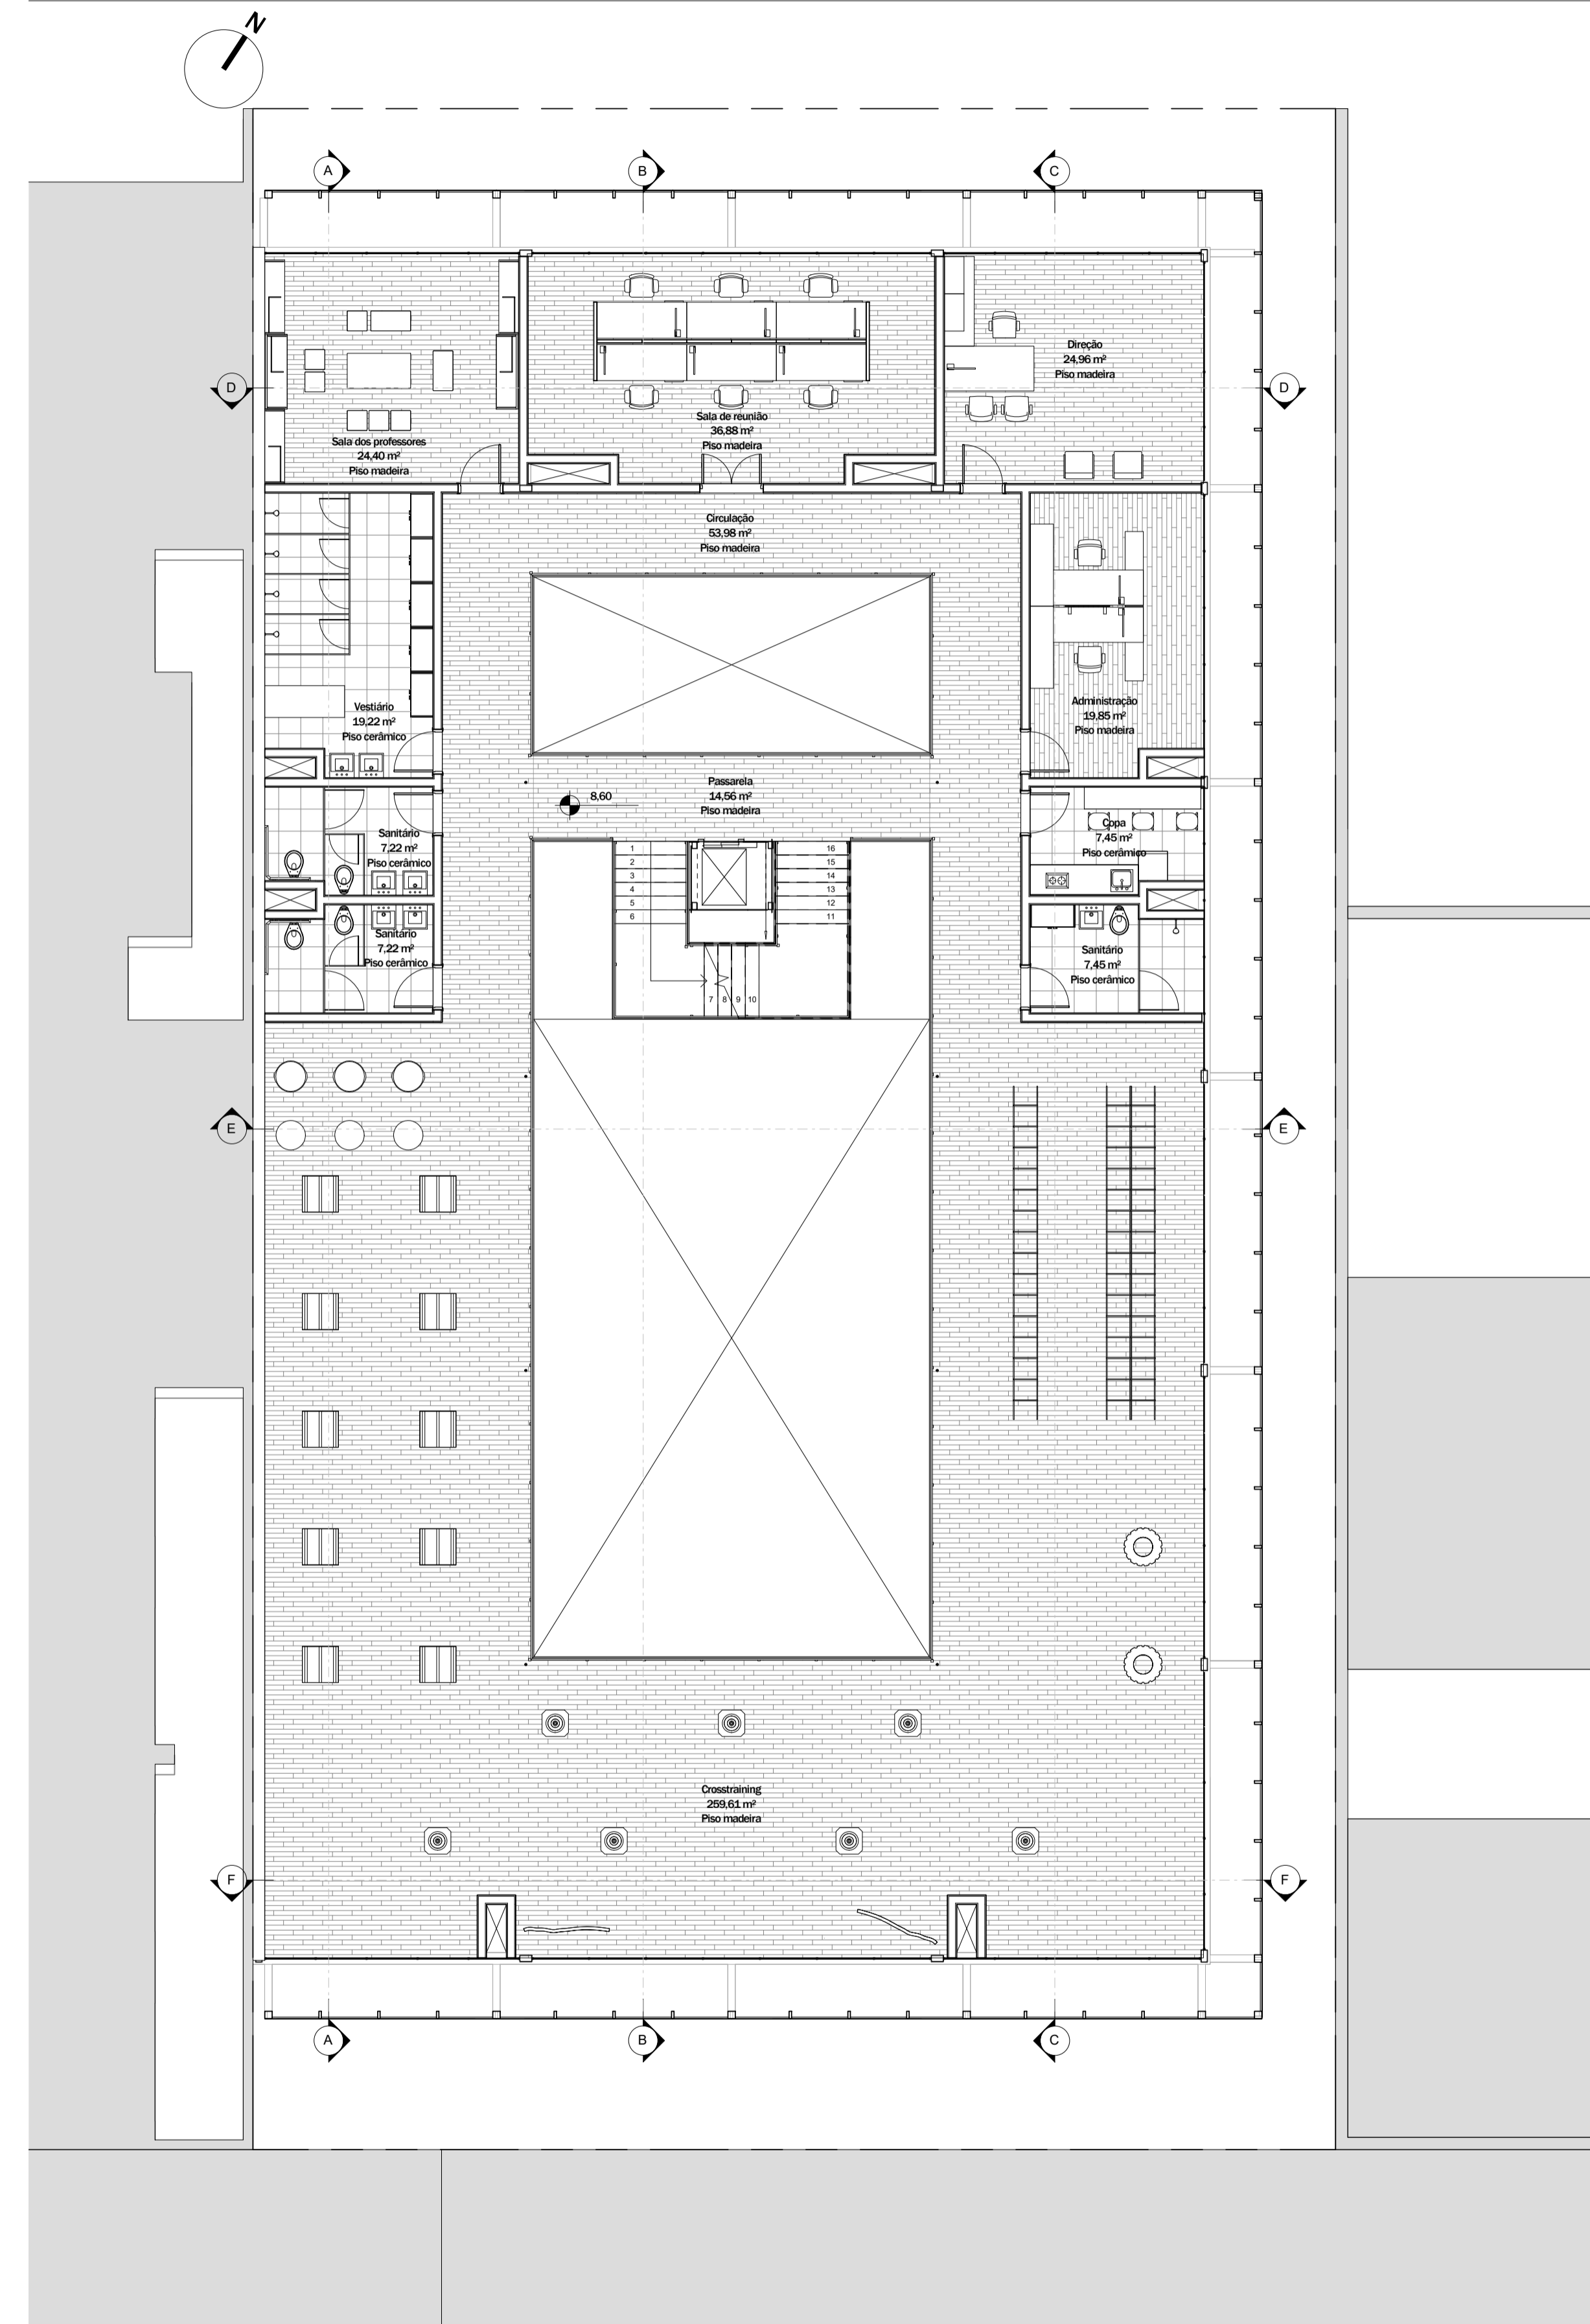 N
A
B
C
Direção
24,96 m²
Piso madeira
D
D
Sala de reunião
36,88 m²
Piso madeira
Sala dos professores
24,40 m²
Piso madeira
Circulação
53,98 m²
Piso madeira
Vestiário
19,22 m²
Piso cerâmico
Administração
19,85 m²
Piso madeira
Passarela
14,56 m²
Piso madeira
8,60
Sanitário
7,22 m²
Piso cerâmico
Copa
7,45 m²
Piso cerâmico
1
2
3
4
5
6
16
15
14
13
12
11
Sanitário
7,22 m²
Piso cerâmico
Sanitário
7,45 m²
Piso cerâmico
7 8 9 10
E
E
Crosstraining
259,61 m²
Piso madeira
F
F
A
B
C